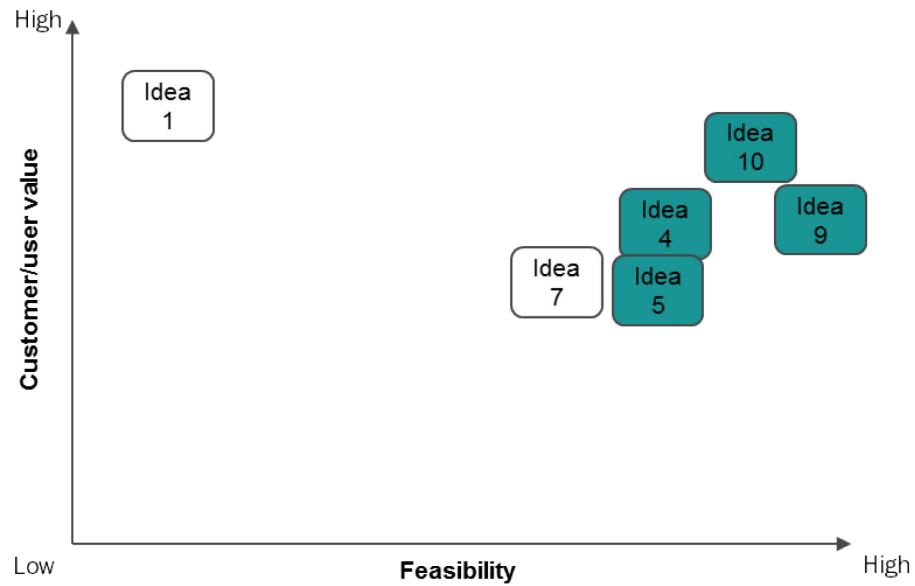 High
Idea
1
Idea
10
Idea
4
Idea
9
Idea
7
Idea
5
Customer/user value
Low
Feasibility
High